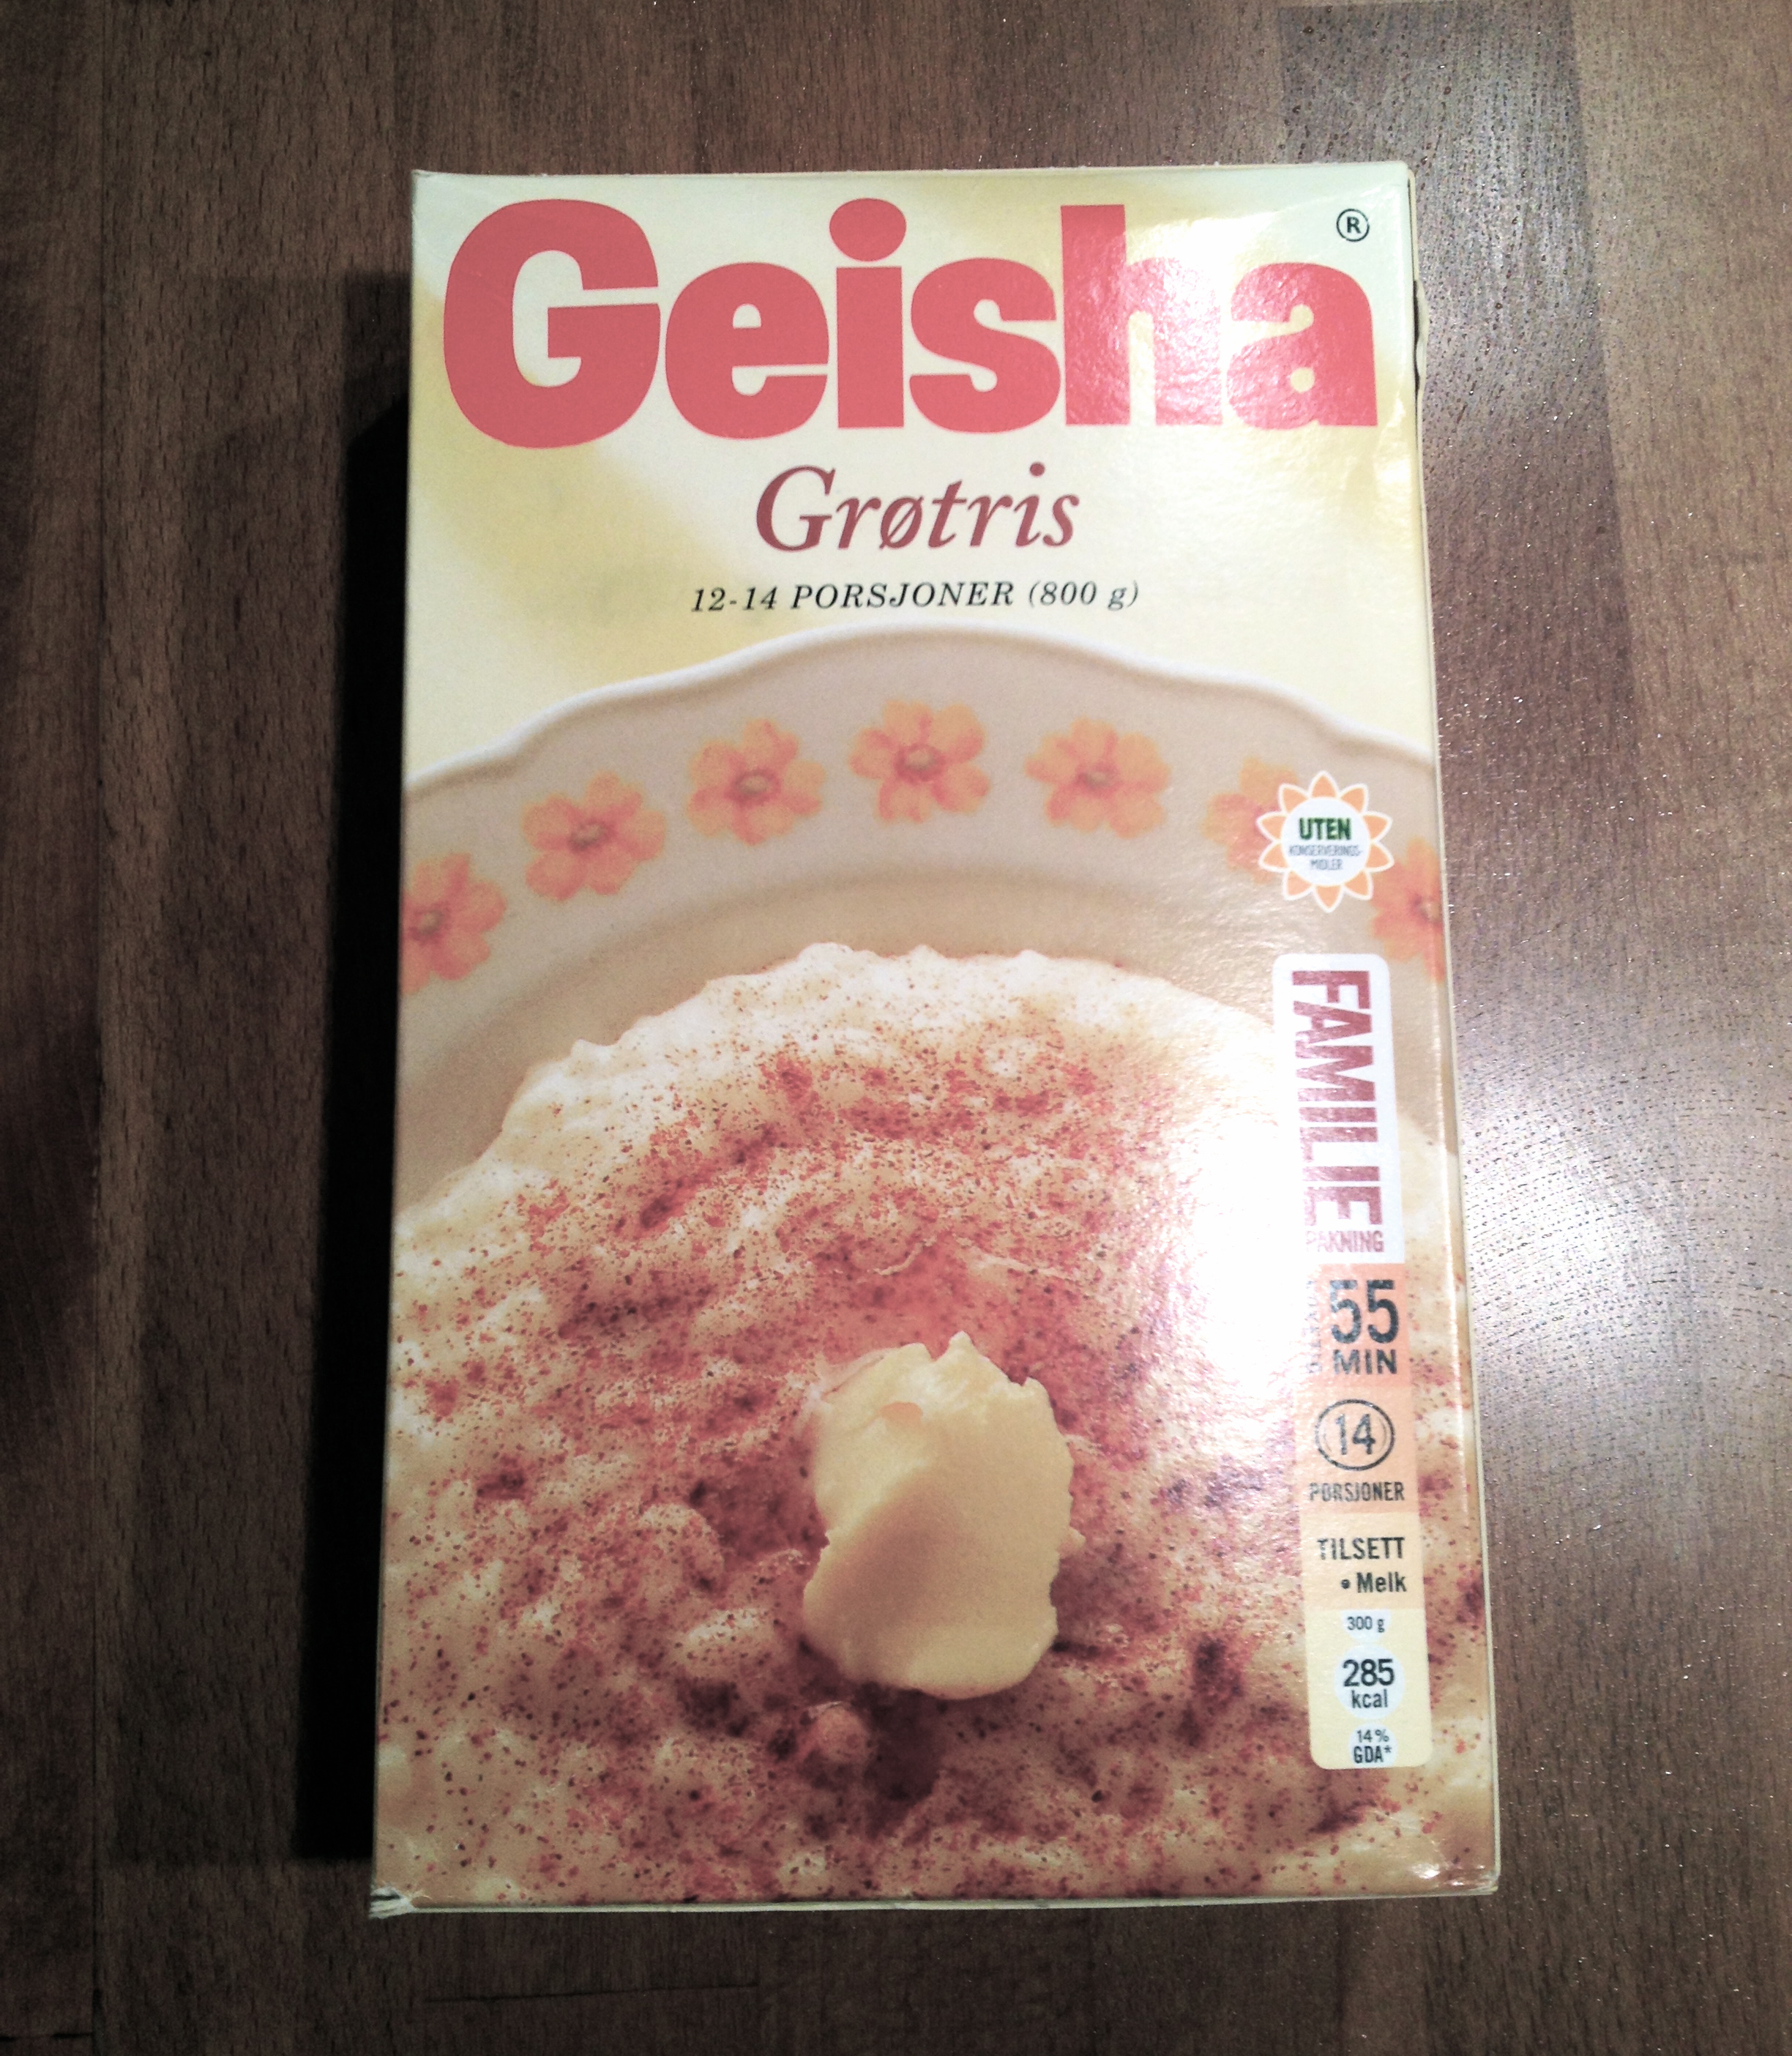 Geisha
®
Grøtris
12-14 PORSJONER (800 g)
UTEN
KONSERVERINGS-
MIDLER
FAMILIE
PAKNING
55
MIN
14
PORSJONER
TILSETT
• Melk
300 g
285
kcal
14%
GDA*